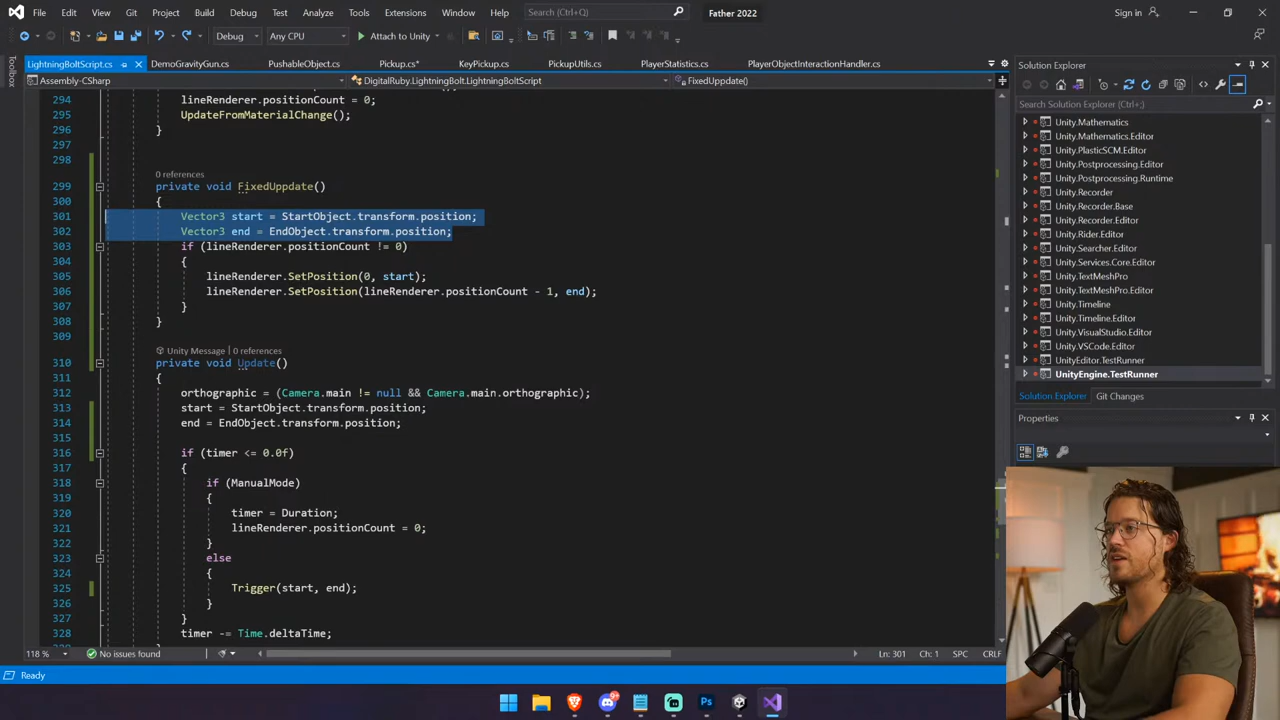 File Edit View Git Project Build Debug Test Analyze Tools Extensions Window Help Search (Ctrl+Q) Father 2022 Sign in
Debug Any CPU Attach to Unity
Toolbox
LightningBoltScript.cs DemoGravityGun.cs PushableObject.cs Pickup.cs* KeyPickup.cs PickupUtils.cs PlayerStatistics.cs PlayerObjectInteractionHandler.cs
Assembly-CSharp DigitalRuby.LightningBolt.LightningBoltScript FixedUppdate()
294 lineRenderer.positionCount = 0;
295 UpdateFromMaterialChange();
296 }
297
298
0 references
299 private void FixedUppdate()
300 {
301 Vector3 start = StartObject.transform.position;
302 Vector3 end = EndObject.transform.position;
303 if (lineRenderer.positionCount != 0)
304 {
305 lineRenderer.SetPosition(0, start);
306 lineRenderer.SetPosition(lineRenderer.positionCount - 1, end);
307 }
308 }
309
Unity Message | 0 references
310 private void Update()
311 {
312 orthographic = (Camera.main != null && Camera.main.orthographic);
313 start = StartObject.transform.position;
314 end = EndObject.transform.position;
315
316 if (timer <= 0.0f)
317 {
318 if (ManualMode)
319 {
320 timer = Duration;
321 lineRenderer.positionCount = 0;
322 }
323 else
324 {
325 Trigger(start, end);
326 }
327 }
328 timer -= Time.deltaTime;
118 % No issues found Ln: 301 Ch: 1 SPC CRLF
Ready
Solution Explorer
Search Solution Explorer
Unity.Mathematics
Unity.Mathematics.Editor
Unity.PlasticSCM.Editor
Unity.Postprocessing.Editor
Unity.Postprocessing.Runtime
Unity.Recorder
Unity.Recorder.Base
Unity.Recorder.Editor
Unity.Rider.Editor
Unity.Searcher.Editor
Unity.Services.Core.Editor
Unity.TextMeshPro
Unity.TextMeshPro.Editor
Unity.Timeline
Unity.Timeline.Editor
Unity.VisualStudio.Editor
Unity.VSCode.Editor
UnityEditor.TestRunner
UnityEngine.TestRunner
Solution Explorer Git Changes
Properties
Ps